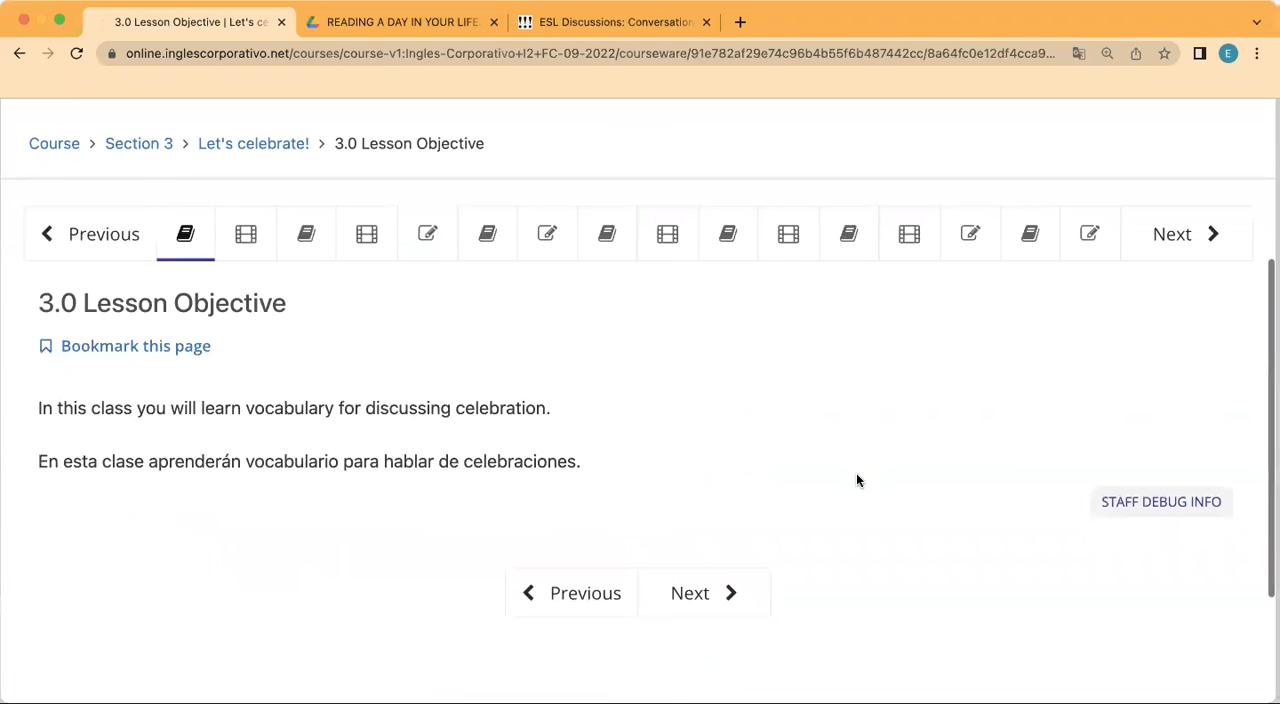 3.0 Lesson Objective | Let's ce
READING A DAY IN YOUR LIFE.
ESL Discussions: Conversation
online.inglescorporativo.net/courses/course-v1:Ingles-Corporativo+I2+FC-09-2022/courseware/91e782af29e74c96b4b55f6b487442cc/8a64fc0e12df4cca9...
E
Course > Section 3 > Let's celebrate! > 3.0 Lesson Objective
Previous
Next
3.0 Lesson Objective
Bookmark this page
In this class you will learn vocabulary for discussing celebration.
En esta clase aprenderán vocabulario para hablar de celebraciones.
STAFF DEBUG INFO
Previous
Next